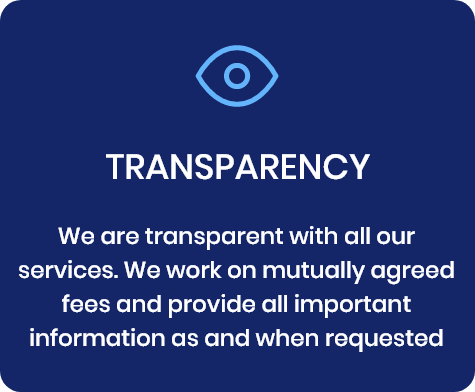 TRANSPARENCY
We are transparent with all our
services. We work on mutually agreed
fees and provide all important
information as and when requested